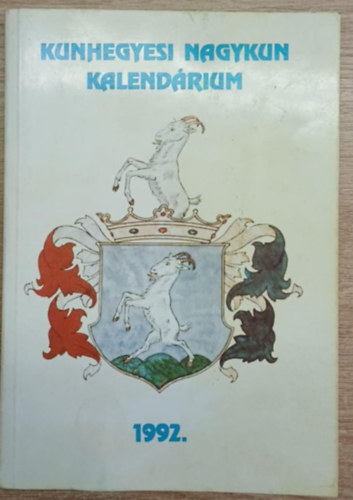 KUNHEGYESI NAGYKUN
KALENDÁRIUM
1992.